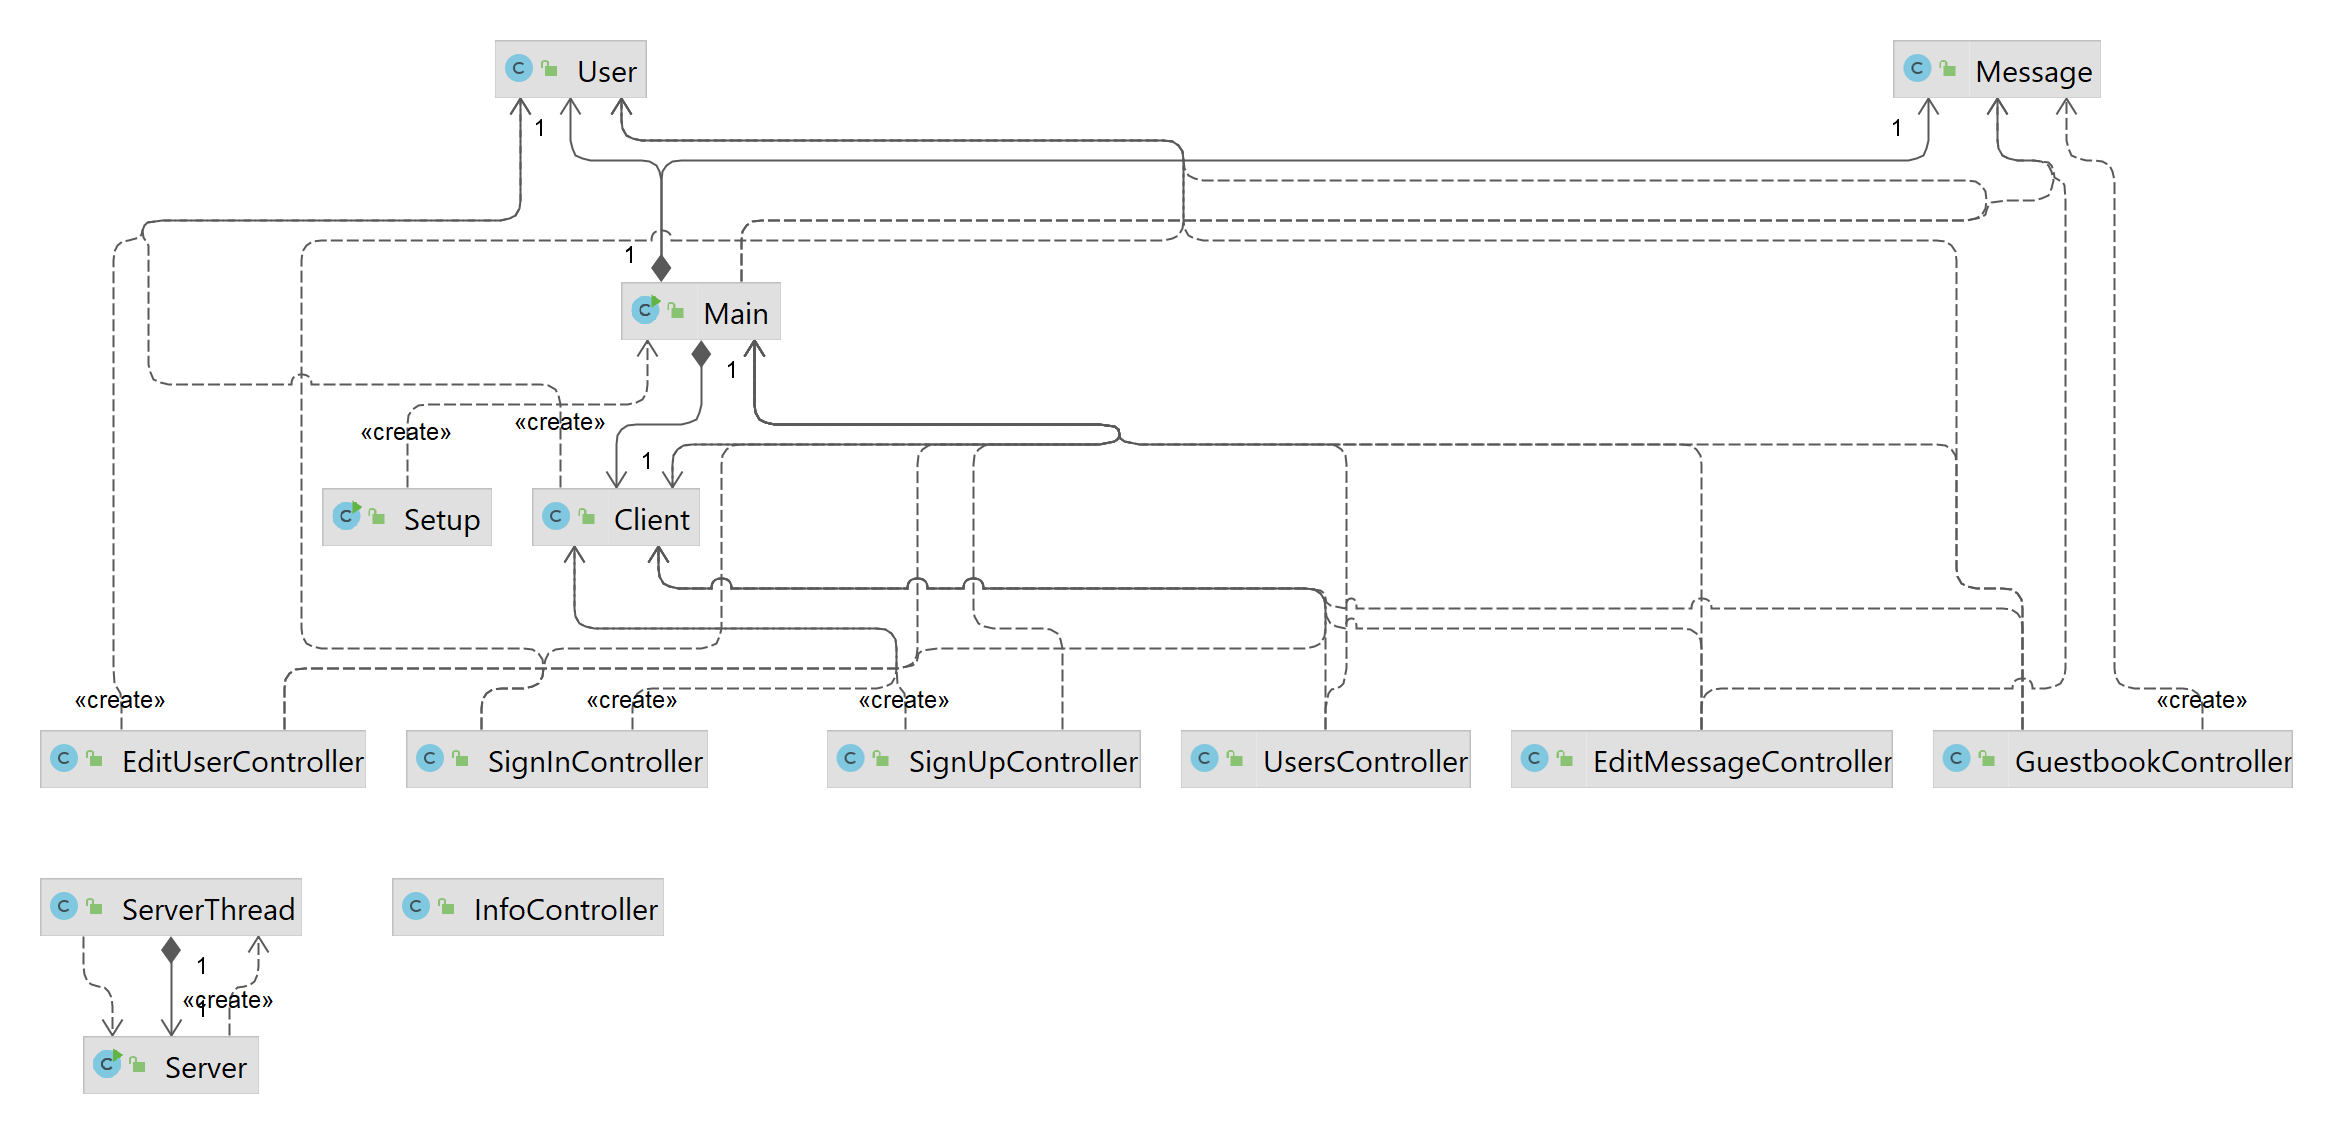 C User
C Message
1
1
1
C Main
1
«create»
«create»
1
C Setup
C Client
«create»
«create»
«create»
«create»
C EditUserController
C SignInController
C SignUpController
C UsersController
C EditMessageController
C GuestbookController
C ServerThread
C InfoController
1
«create»
1
C Server